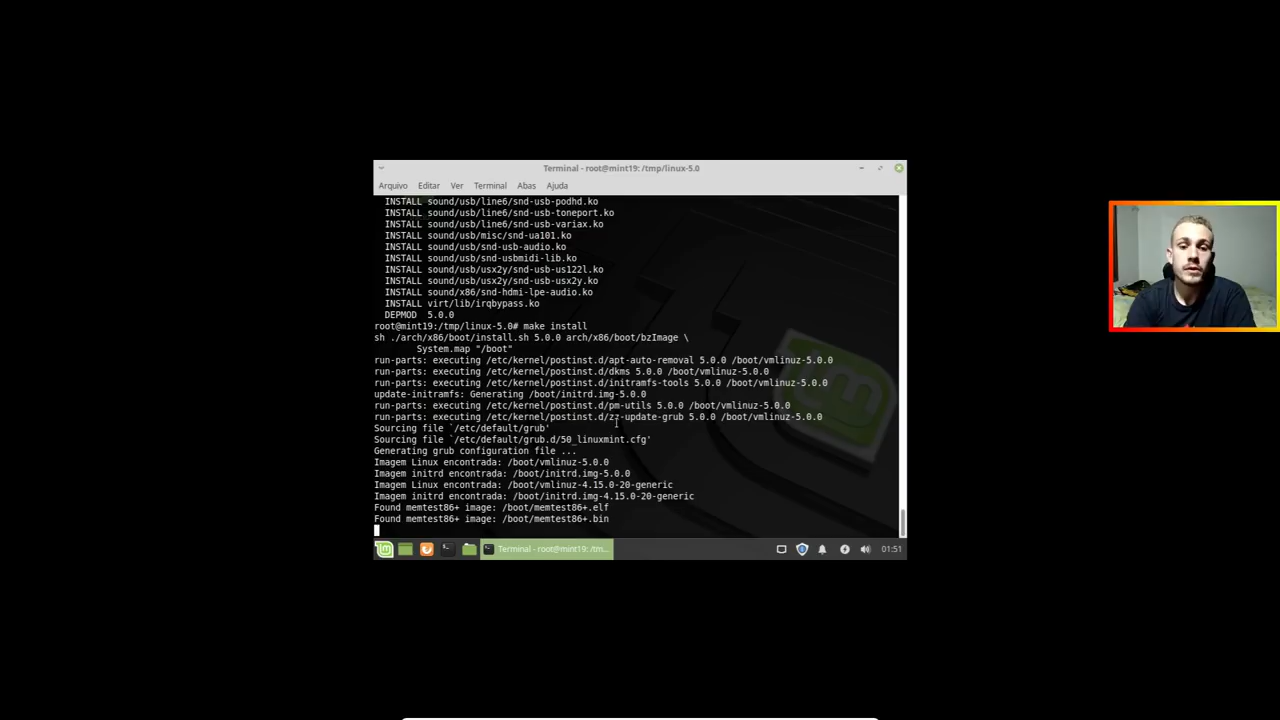 Terminal - root@mint19: /tmp/linux-5.0
Arquivo Editar Ver Terminal Abas Ajuda
INSTALL sound/usb/line6/snd-usb-podhd.ko
INSTALL sound/usb/line6/snd-usb-toneport.ko
INSTALL sound/usb/line6/snd-usb-variax.ko
INSTALL sound/usb/misc/snd-ua101.ko
INSTALL sound/usb/snd-usb-audio.ko
INSTALL sound/usb/snd-usbmidi-lib.ko
INSTALL sound/usb/usx2y/snd-usb-us122l.ko
INSTALL sound/usb/usx2y/snd-usb-usx2y.ko
INSTALL sound/x86/snd-hdmi-lpe-audio.ko
INSTALL virt/lib/irqbypass.ko
DEPMOD 5.0.0
root@mint19:/tmp/linux-5.0# make install
sh ./arch/x86/boot/install.sh 5.0.0 arch/x86/boot/bzImage \
System.map "/boot"
run-parts: executing /etc/kernel/postinst.d/apt-auto-removal 5.0.0 /boot/vmlinuz-5.0.0
run-parts: executing /etc/kernel/postinst.d/dkms 5.0.0 /boot/vmlinuz-5.0.0
run-parts: executing /etc/kernel/postinst.d/initramfs-tools 5.0.0 /boot/vmlinuz-5.0.0
update-initramfs: Generating /boot/initrd.img-5.0.0
run-parts: executing /etc/kernel/postinst.d/pm-utils 5.0.0 /boot/vmlinuz-5.0.0
run-parts: executing /etc/kernel/postinst.d/zz-update-grub 5.0.0 /boot/vmlinuz-5.0.0
Sourcing file `/etc/default/grub'
Sourcing file `/etc/default/grub.d/50_linuxmint.cfg'
Generating grub configuration file ...
Imagem Linux encontrada: /boot/vmlinuz-5.0.0
Imagem initrd encontrada: /boot/initrd.img-5.0.0
Imagem Linux encontrada: /boot/vmlinuz-4.15.0-20-generic
Imagem initrd encontrada: /boot/initrd.img-4.15.0-20-generic
Found memtest86+ image: /boot/memtest86+.elf
Found memtest86+ image: /boot/memtest86+.bin
Terminal - root@mint19: /tm... 01:51